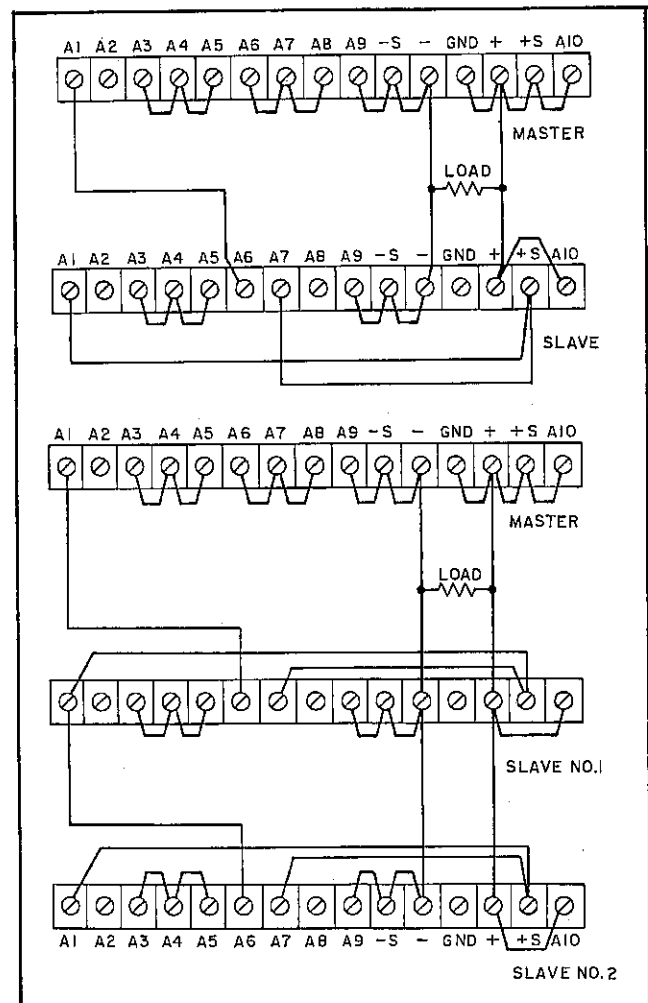 A1 A2 A3 A4 A5 A6 A7 A8 A9 -S - GND + +S A10
MASTER
LOAD
A1 A2 A3 A4 A5 A6 A7 A8 A9 -S - GND + +S A10
SLAVE
A1 A2 A3 A4 A5 A6 A7 A8 A9 -S - GND + +S A10
MASTER
LOAD
SLAVE NO.1
A1 A2 A3 A4 A5 A6 A7 A8 A9 -S - GND + +S A10
SLAVE NO.2